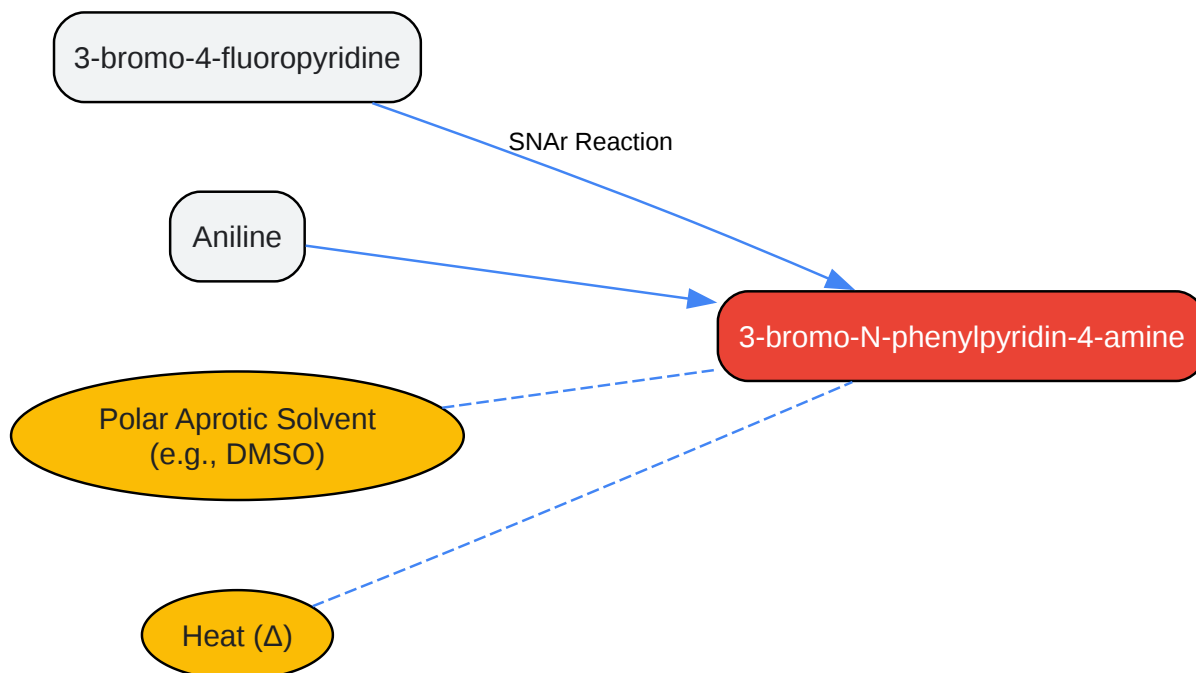 3-bromo-4-fluoropyridine
SNAr Reaction
Aniline
3-bromo-N-phenylpyridin-4-amine
Polar Aprotic Solvent
(e.g., DMSO)
Heat (Δ)